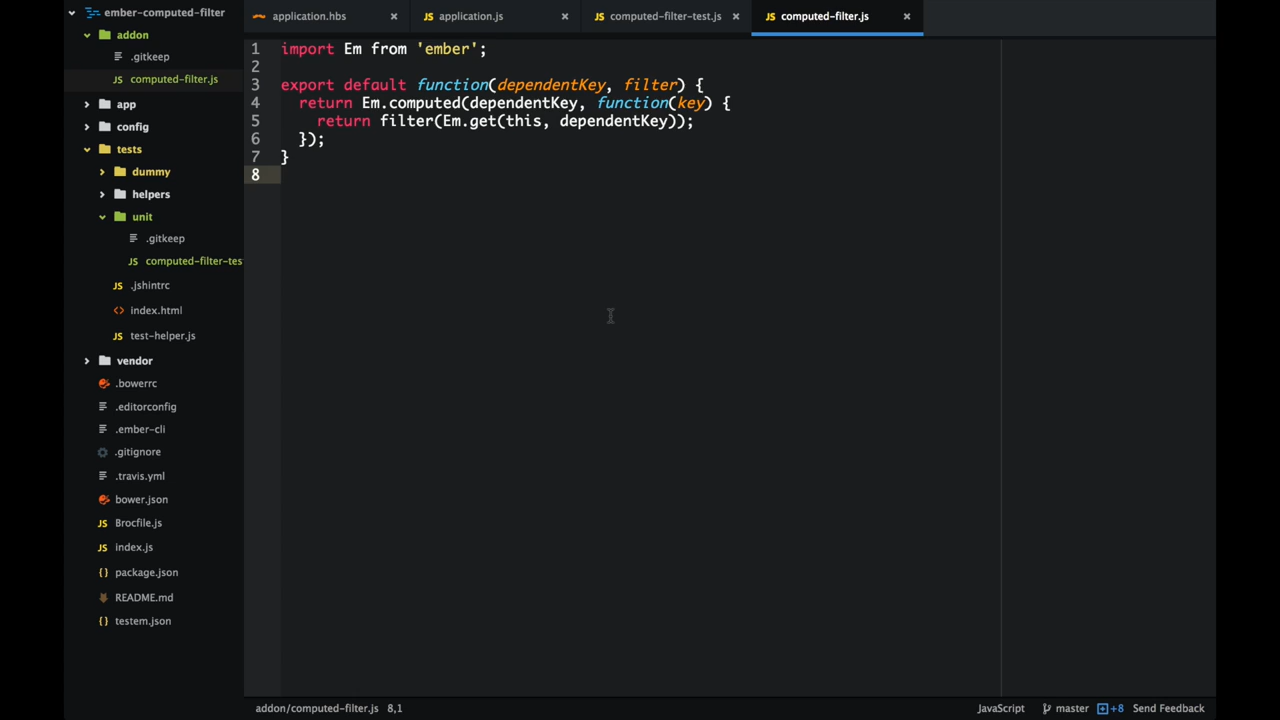 ember-computed-filter
addon
.gitkeep
computed-filter.js
app
config
tests
dummy
helpers
unit
.gitkeep
computed-filter-tes
.jshintrc
index.html
test-helper.js
vendor
.bowerrc
.editorconfig
.ember-cli
.gitignore
.travis.yml
bower.json
Brocfile.js
index.js
package.json
README.md
testem.json
application.hbs
application.js
computed-filter-test.js
computed-filter.js
1 import Em from 'ember';
2
3 export default function(dependentKey, filter) {
4 return Em.computed(dependentKey, function(key) {
5 return filter(Em.get(this, dependentKey));
6 });
7 }
8
addon/computed-filter.js 8,1
JavaScript master +8 Send Feedback